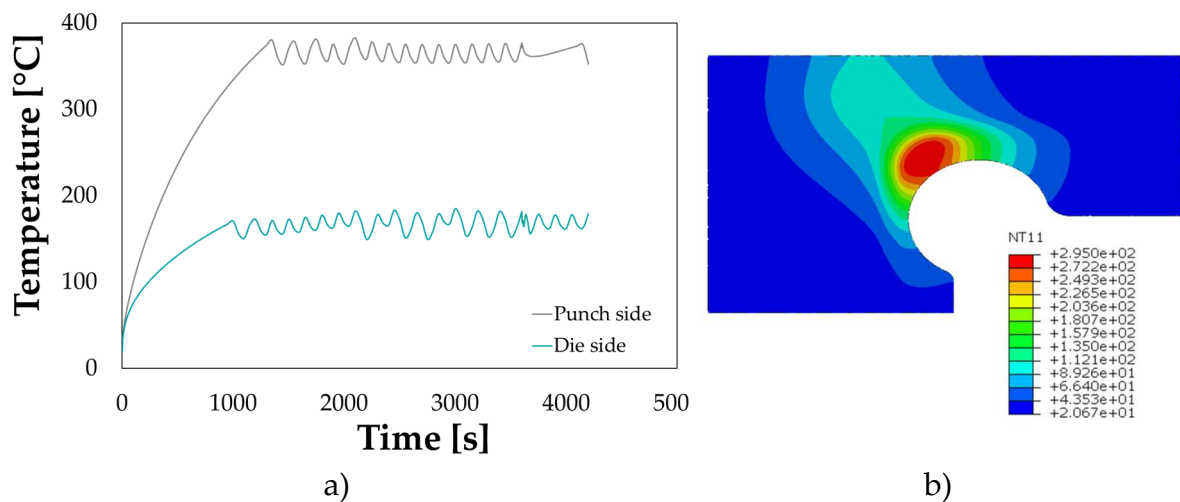 400
300
200
100
0
Temperature [°C]
Punch side
Die side
0
1000
2000
3000
4000
500
Time [s]
a)
NT11
+2.950e+02
+2.722e+02
+2.493e+02
+2.265e+02
+2.036e+02
+1.807e+02
+1.579e+02
+1.350e+02
+1.121e+02
+8.926e+01
+6.640e+01
+4.353e+01
+2.067e+01
b)